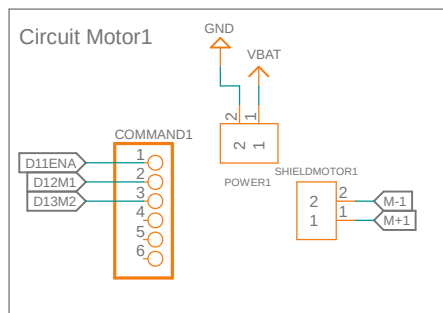 Circuit Motor1
GND
VBAT
2 1
2 1
POWER1
COMMAND1
D11ENA 1
D12M1 2
D13M2 3
4
5
6
SHIELDMOTOR1
2 2 M-1
1 1 M+1